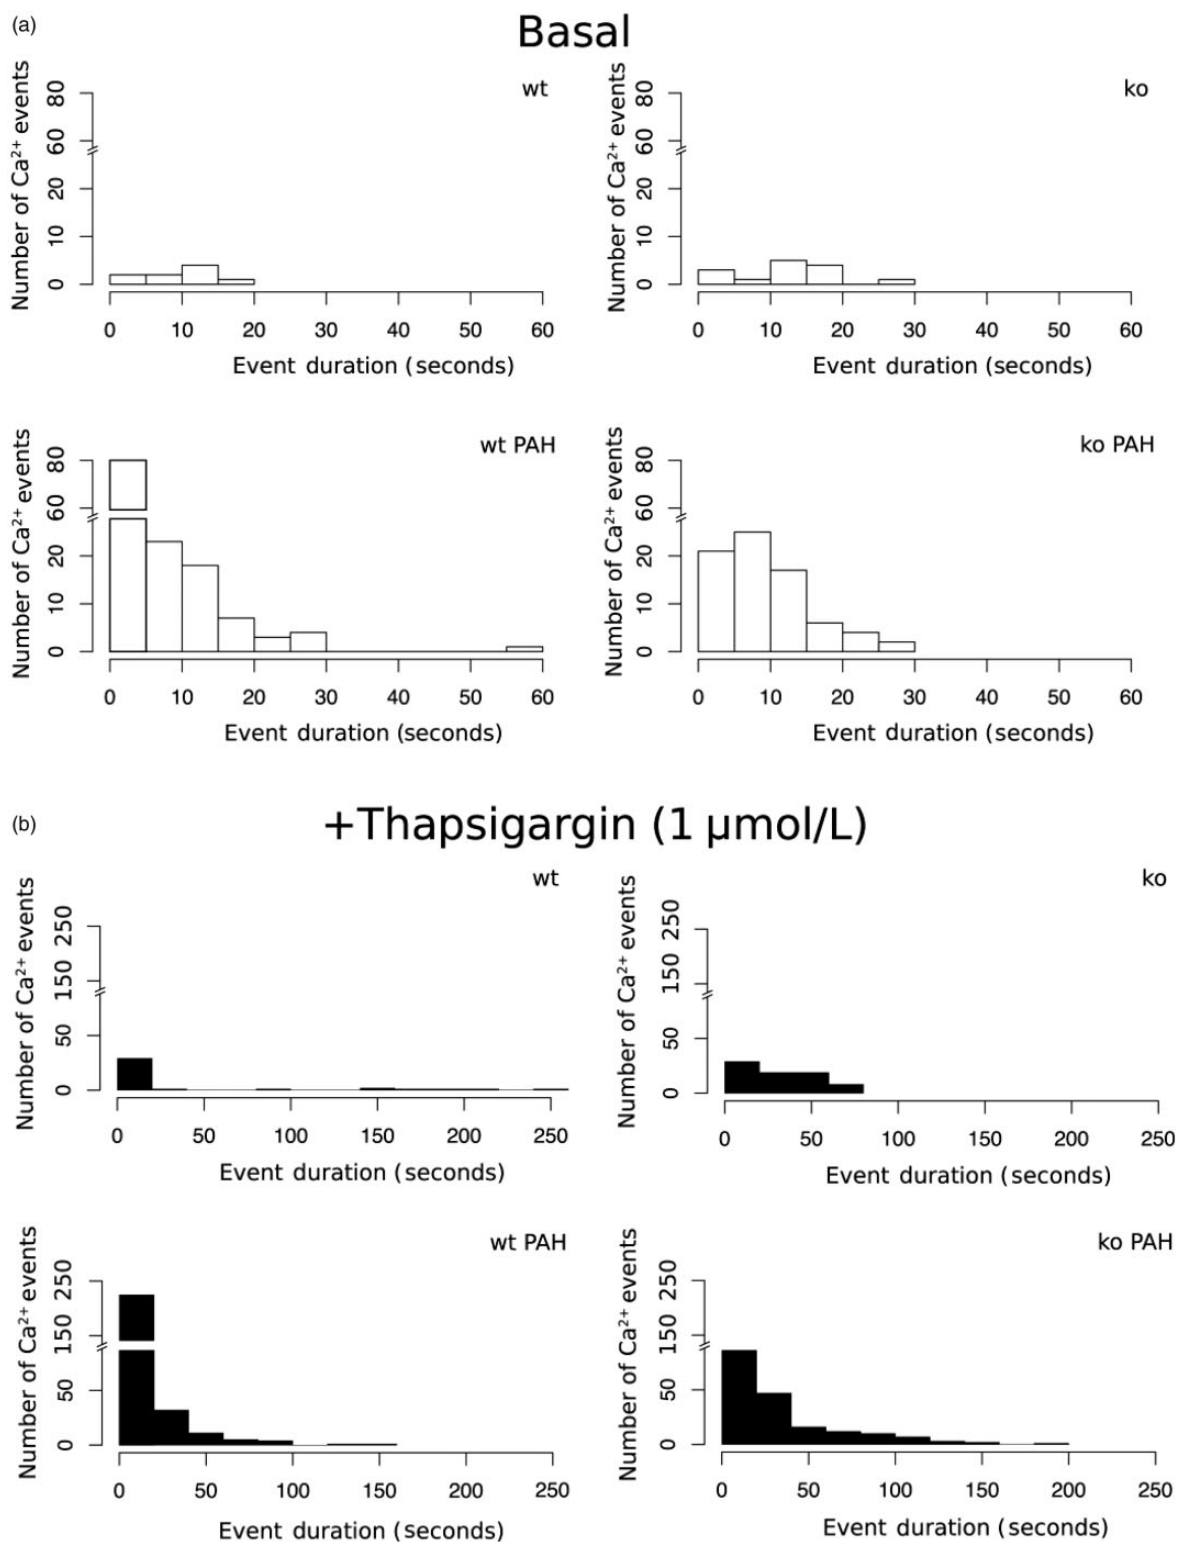 (a)
Basal
wt
Number of Ca²⁺ events
80
60
20
10
0
0 10 20 30 40 50 60
Event duration (seconds)
ko
Number of Ca²⁺ events
80
60
20
10
0
0 10 20 30 40 50 60
Event duration (seconds)
wt PAH
Number of Ca²⁺ events
80
60
20
10
0
0 10 20 30 40 50 60
Event duration (seconds)
ko PAH
Number of Ca²⁺ events
80
60
20
10
0
0 10 20 30 40 50 60
Event duration (seconds)
(b)
+Thapsigargin (1 µmol/L)
wt
Number of Ca²⁺ events
250
150
50
0
0 50 100 150 200 250
Event duration (seconds)
ko
Number of Ca²⁺ events
250
150
50
0
0 50 100 150 200 250
Event duration (seconds)
wt PAH
Number of Ca²⁺ events
250
150
50
0
0 50 100 150 200 250
Event duration (seconds)
ko PAH
Number of Ca²⁺ events
250
150
50
0
0 50 100 150 200 250
Event duration (seconds)